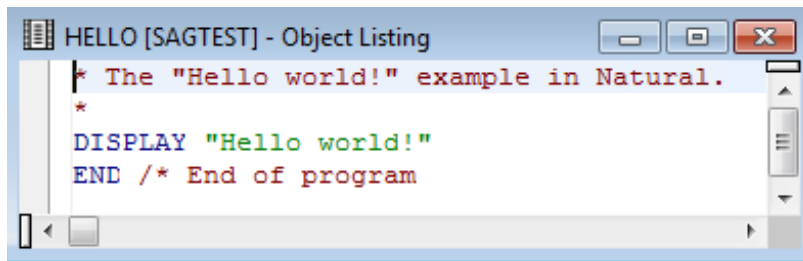 HELLO [SAGTEST] - Object Listing
* The "Hello world!" example in Natural.
*
DISPLAY "Hello world!"
END /* End of program